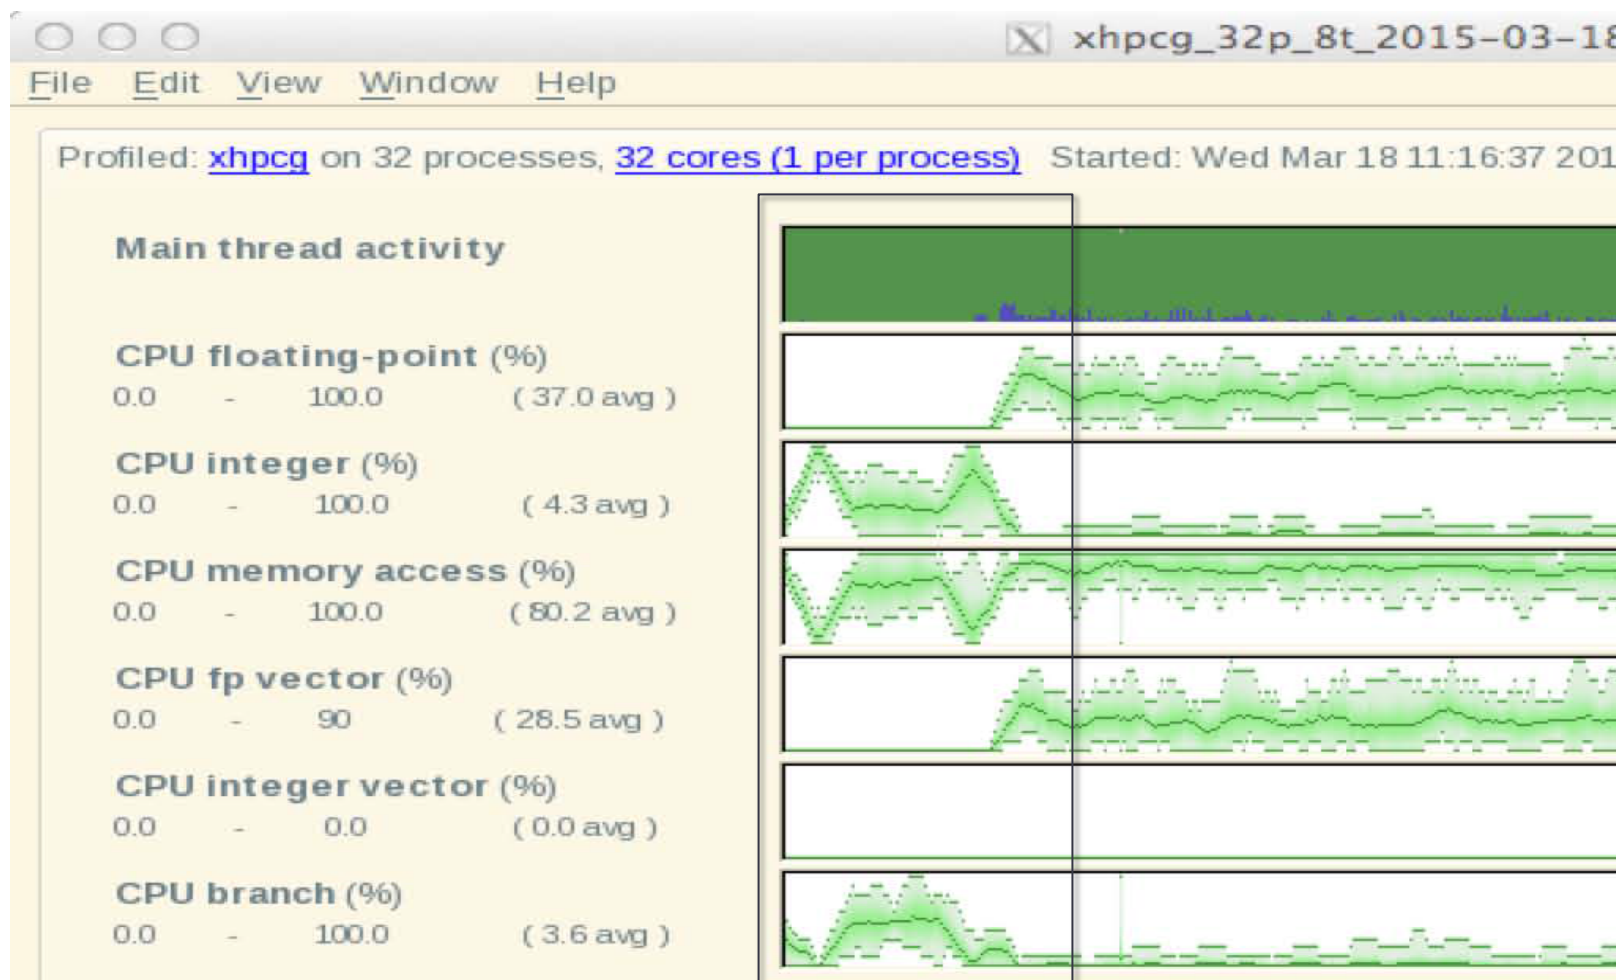 xhpcg_32p_8t_2015-03-18
File Edit View Window Help
Profiled: xhpcg on 32 processes, 32 cores (1 per process) Started: Wed Mar 18 11:16:37 201
Main thread activity
CPU floating-point (%)
0.0 - 100.0 ( 37.0 avg )
CPU integer (%)
0.0 - 100.0 ( 4.3 avg )
CPU memory access (%)
0.0 - 100.0 ( 80.2 avg )
CPU fp vector (%)
0.0 - 90 ( 28.5 avg )
CPU integer vector (%)
0.0 - 0.0 ( 0.0 avg )
CPU branch (%)
0.0 - 100.0 ( 3.6 avg )